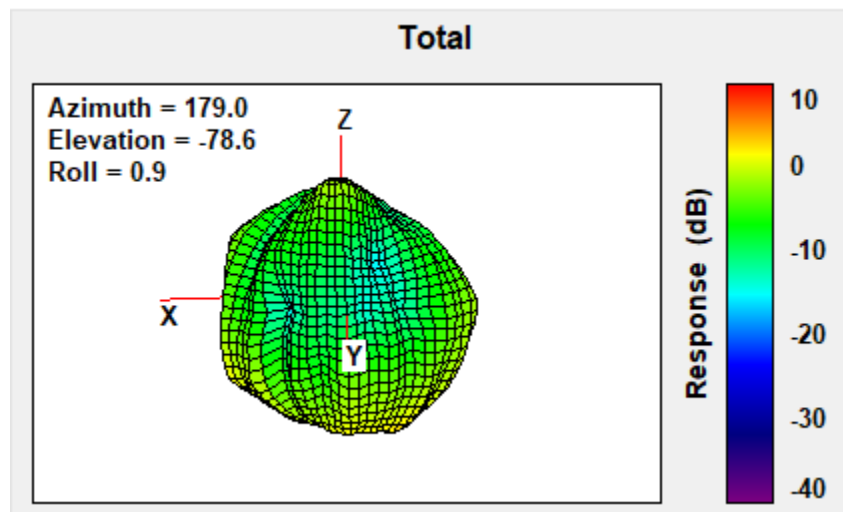 Total
Azimuth = 179.0
Elevation = -78.6
Roll = 0.9
Z
X
Y
10
0
-10
-20
-30
-40
Response (dB)